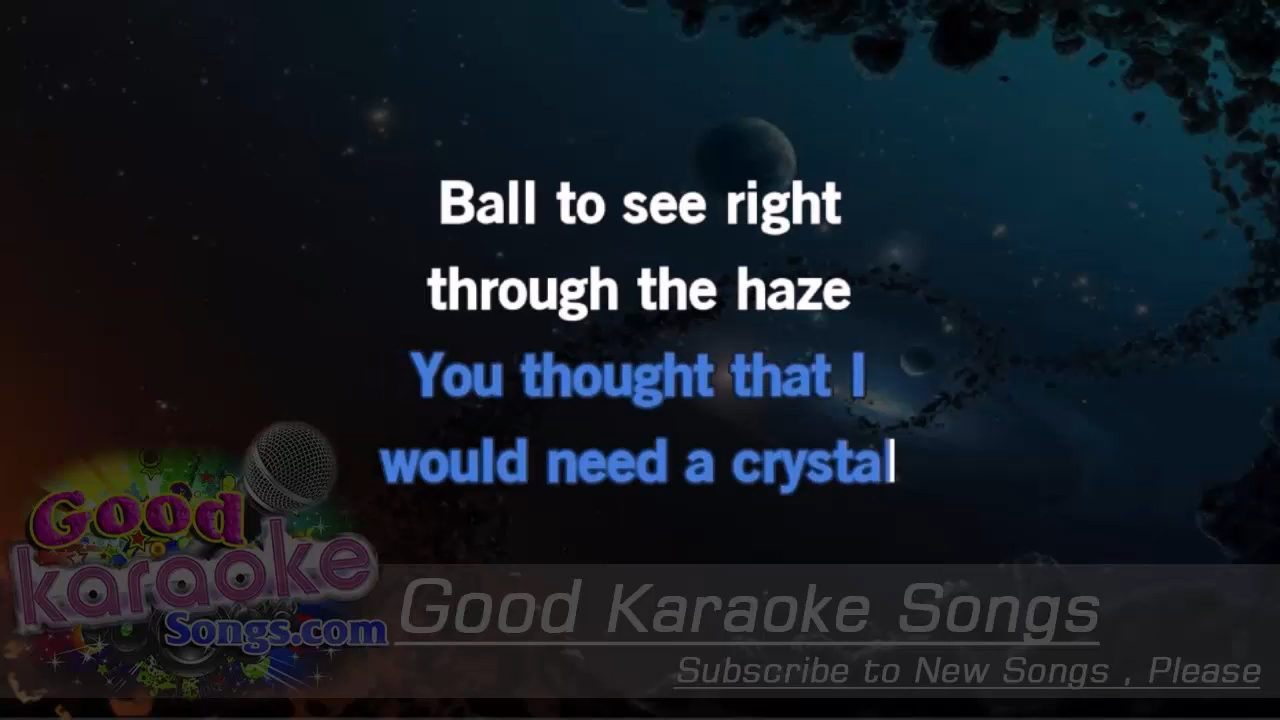 Ball to see right
through the haze
You thought that I
would need a crystal
Good
karaoke
Songs.com
Good Karaoke Songs
Subscribe to New Songs , Please